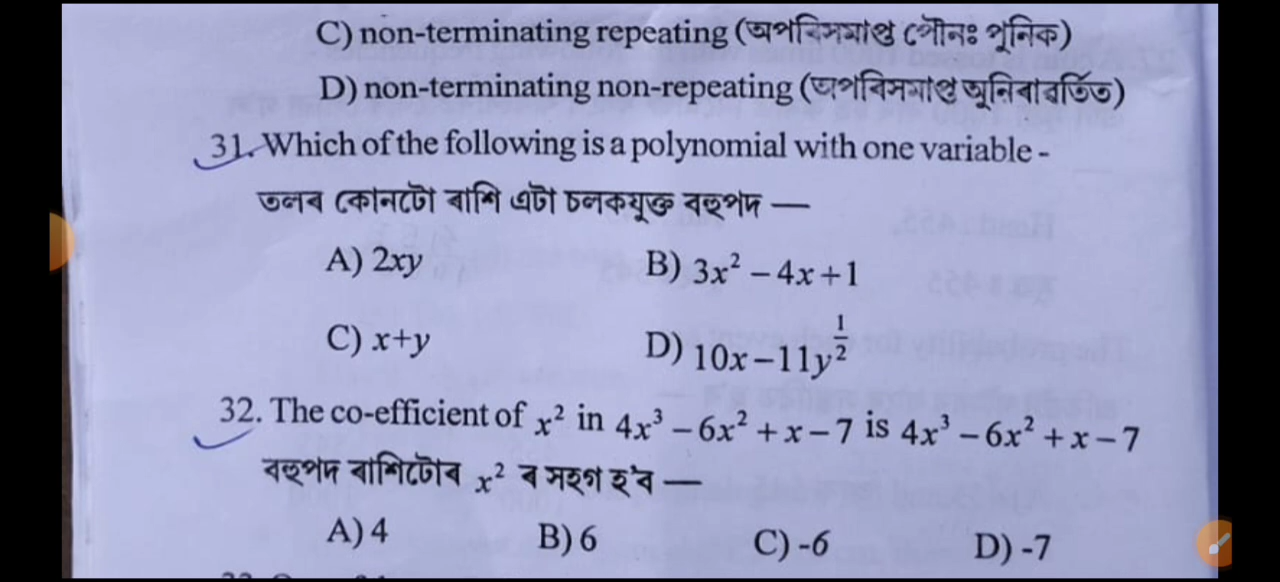 C) non-terminating repeating (অপৰিসমাপ্ত পৌনঃ পূনিক)
D) non-terminating non-repeating (অপৰিসমাপ্ত অূনিৰাবৰ্তিত)
31. Which of the following is a polynomial with one variable -
তলৰ কোনটো ৰাশি এটা চলকযূক্ত বহুপদ —
A) 2xy B) 3x² – 4x + 1
C) x+y D) 10x – 11y^{1/2}
32. The co-efficient of x² in 4x³ – 6x² + x – 7 is 4x³ – 6x² + x – 7
বহুপদ ৰাশিটোৰ x² ৰ সহগ হ'ব —
A) 4 B) 6 C) -6 D) -7